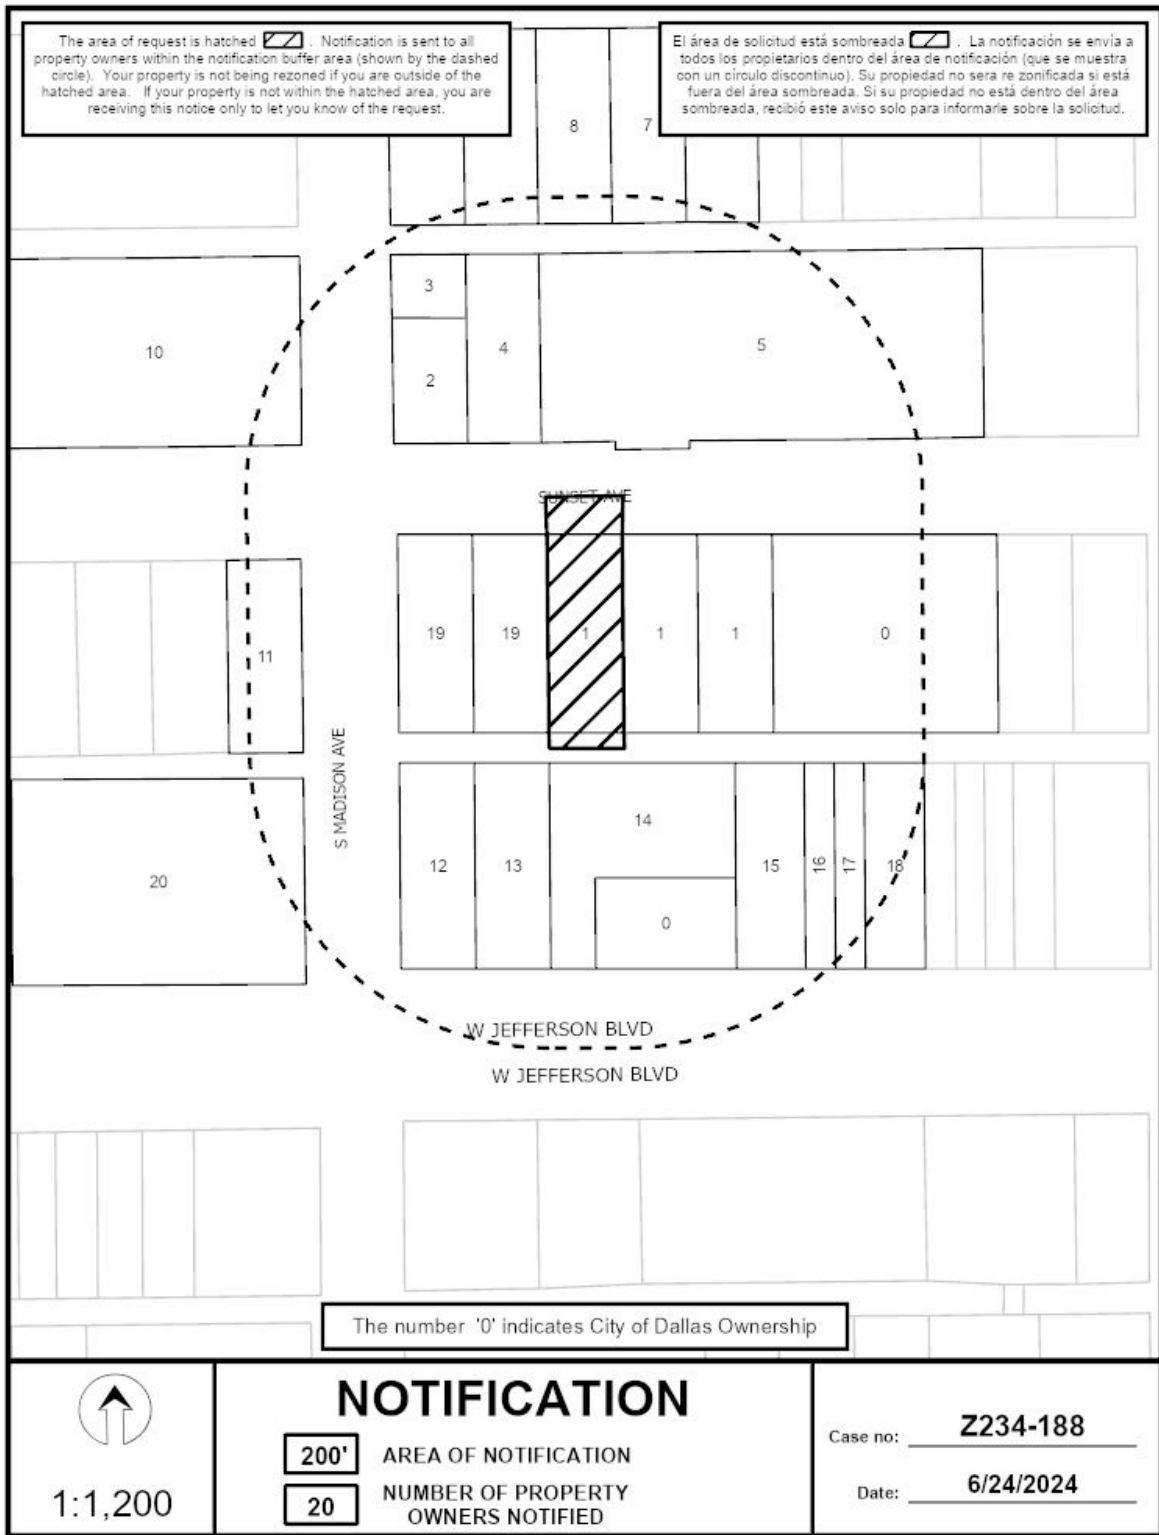 The area of request is hatched . Notification is sent to all
property owners within the notification buffer area (shown by the dashed
circle). Your property is not being rezoned if you are outside of the
hatched area. If your property is not within the hatched area, you are
receiving this notice only to let you know of the request.
El área de solicitud está sombreada . La notificación se envía a
todos los propietarios dentro del área de notificación (que se muestra
con un círculo discontinuo). Su propiedad no sera re zonificada si está
fuera del área sombreada. Si su propiedad no está dentro del área
sombreada, recibió este aviso solo para informarle sobre la solicitud.
8
7
3
10
4
5
2
SUNSET AVE
19
19
1
1
1
0
11
S MADISON AVE
14
12
13
15
16
17
18
20
0
W JEFFERSON BLVD
W JEFFERSON BLVD
The number '0' indicates City of Dallas Ownership
1:1,200
NOTIFICATION
200' AREA OF NOTIFICATION
20 NUMBER OF PROPERTY
OWNERS NOTIFIED
Case no: Z234-188
Date: 6/24/2024